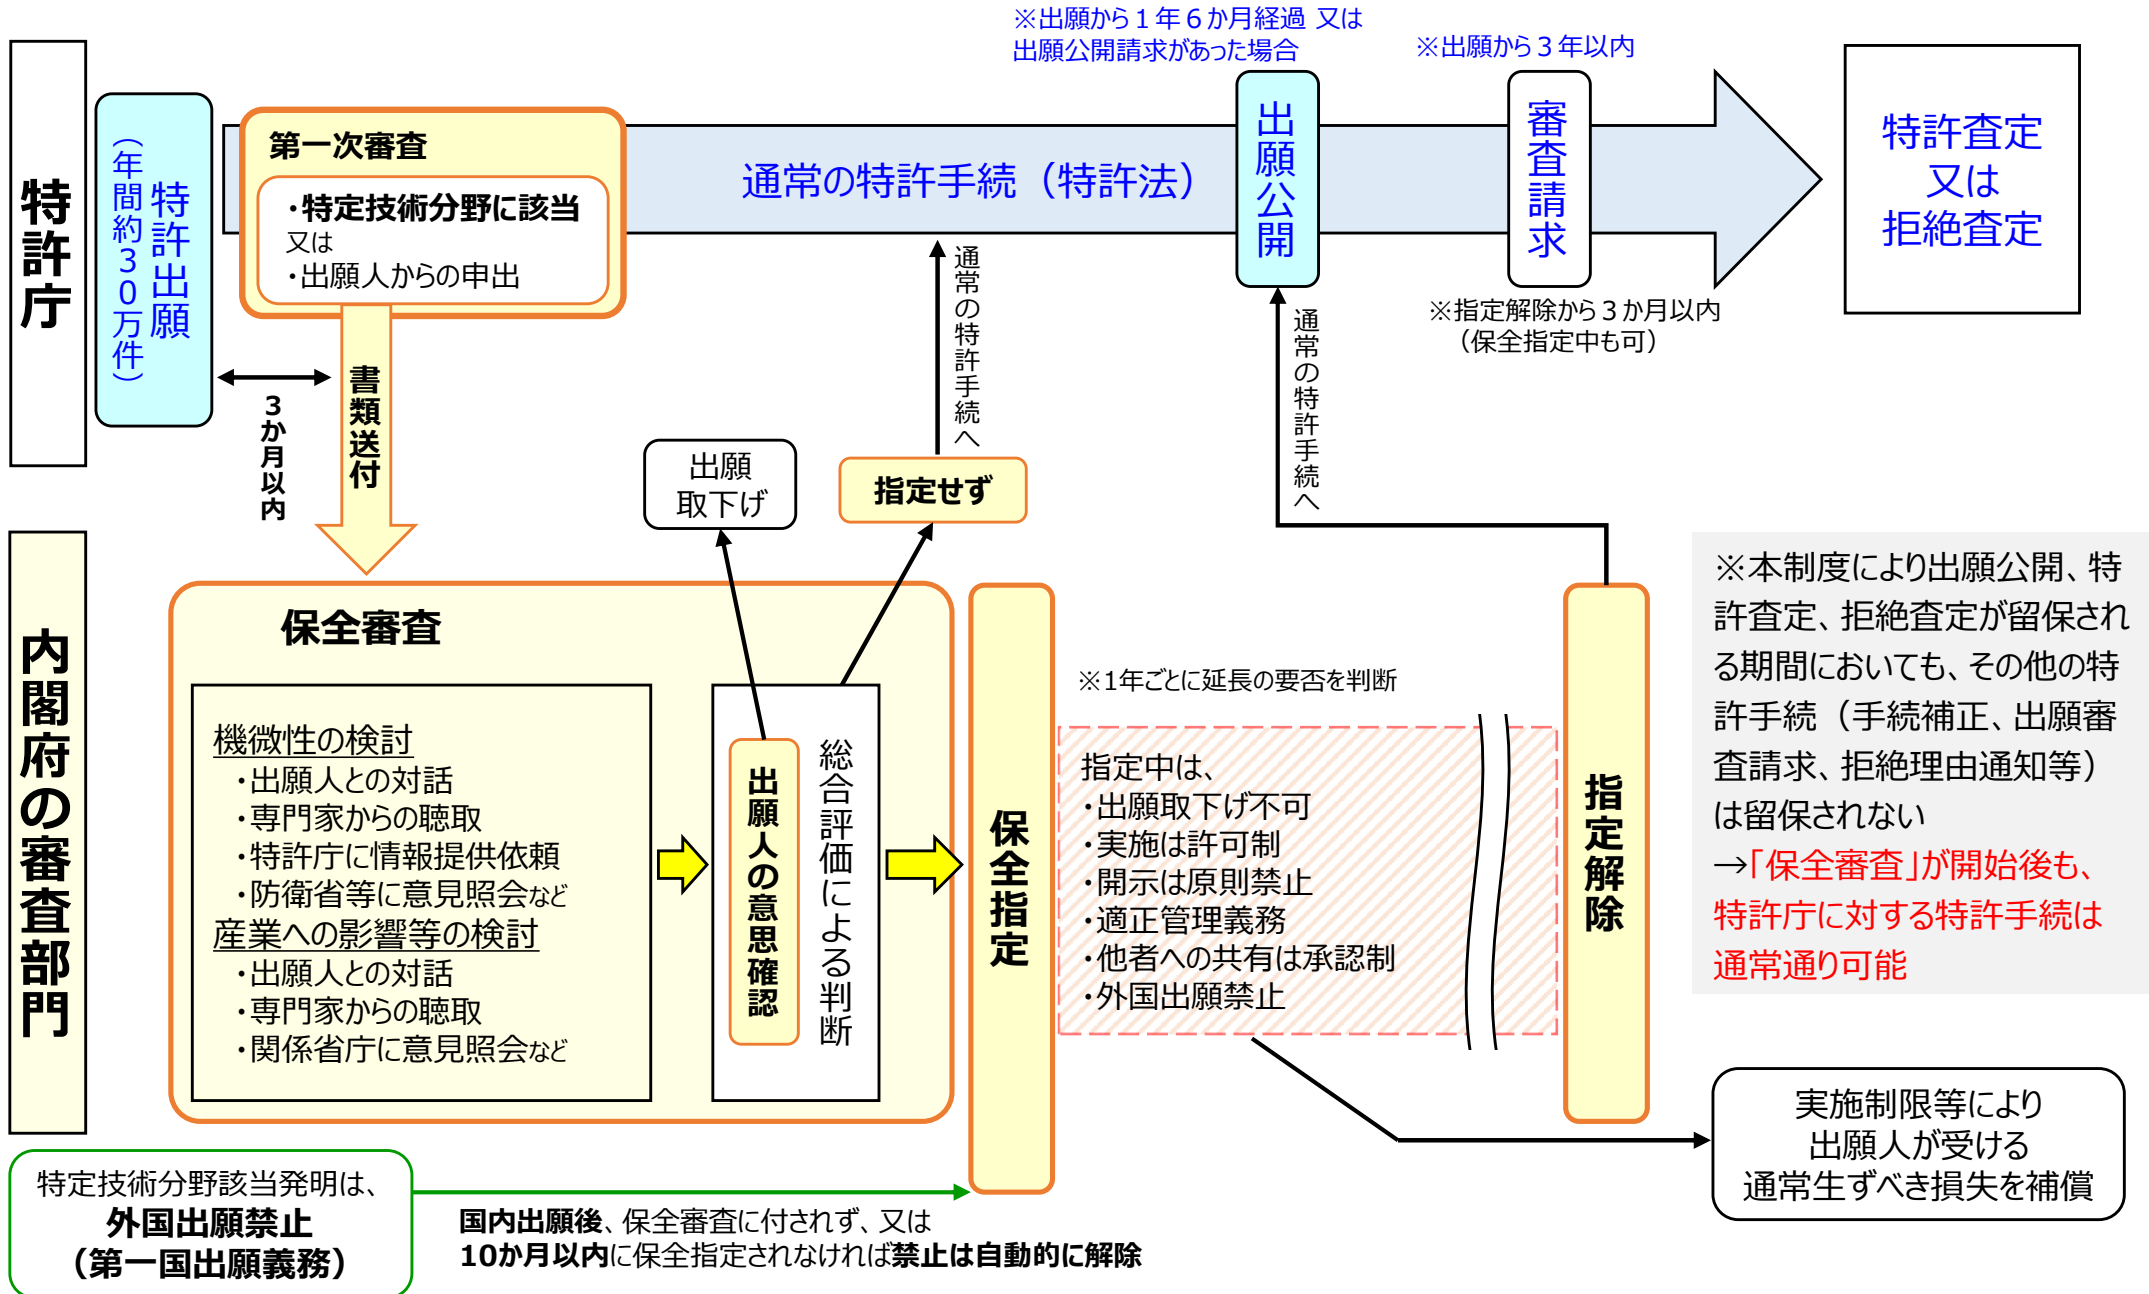 ※出願から１年６か月経過 又は
出願公開請求があった場合
※出願から３年以内
特許庁
特許出願
（年間約３０万件）
第一次審査
・特定技術分野に該当
又は
・出願人からの申出
通常の特許手続（特許法）
出願公開
審査請求
特許査定
又は
拒絶査定
※指定解除から３か月以内
（保全指定中も可）
３か月以内
書類送付
通常の特許手続へ
通常の特許手続へ
出願
取下げ
指定せず
内閣府の審査部門
保全審査
機微性の検討
・出願人との対話
・専門家からの聴取
・特許庁に情報提供依頼
・防衛省等に意見照会など
産業への影響等の検討
・出願人との対話
・専門家からの聴取
・関係省庁に意見照会など
出願人の意思確認
総合評価による判断
保全指定
※1年ごとに延長の要否を判断
指定中は、
・出願取下げ不可
・実施は許可制
・開示は原則禁止
・適正管理義務
・他者への共有は承認制
・外国出願禁止
指定解除
※本制度により出願公開、特
許査定、拒絶査定が留保され
る期間においても、その他の特
許手続（手続補正、出願審
査請求、拒絶理由通知等）
は留保されない
→「保全審査」が開始後も、
特許庁に対する特許手続は
通常通り可能
実施制限等により
出願人が受ける
通常生ずべき損失を補償
特定技術分野該当発明は、
外国出願禁止
（第一国出願義務）
国内出願後、保全審査に付されず、又は
10か月以内に保全指定されなければ禁止は自動的に解除